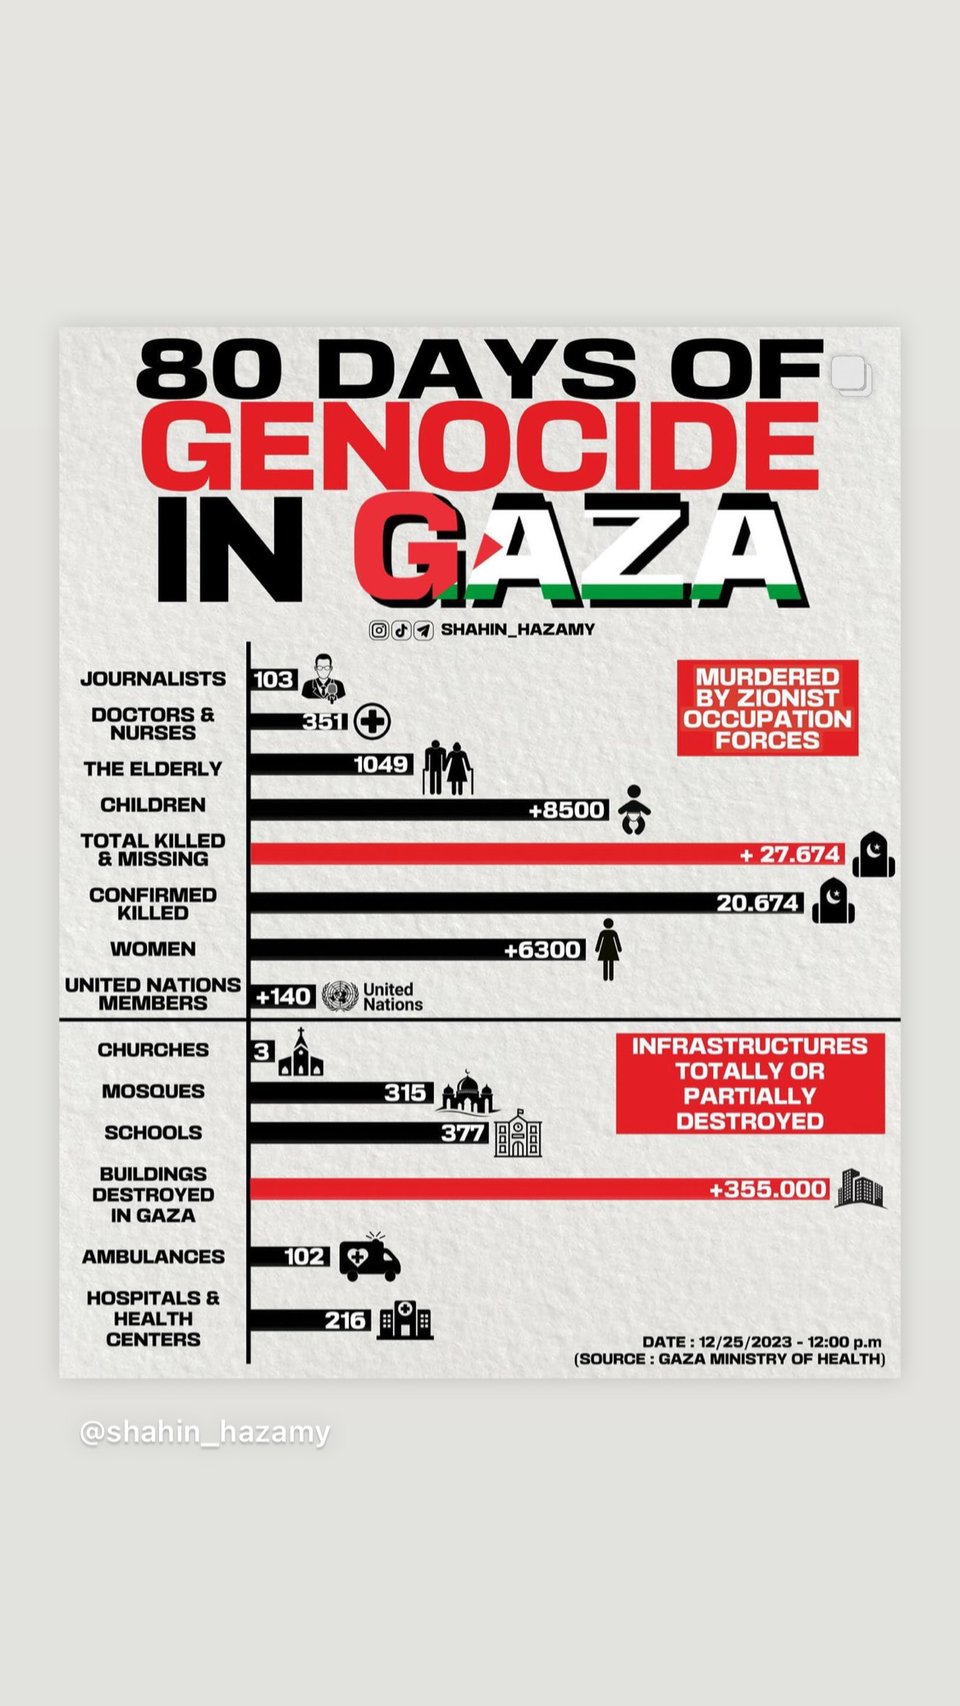 80 DAYS OF
GENOCIDE
IN GAZA
SHAHIN_HAZAMY
MURDERED
BY ZIONIST
OCCUPATION
FORCES
JOURNALISTS
103
DOCTORS &
NURSES
351
THE ELDERLY
1049
CHILDREN
+8500
TOTAL KILLED
& MISSING
+ 27.674
CONFIRMED
KILLED
20.674
WOMEN
+6300
UNITED NATIONS
MEMBERS
+140
United
Nations
INFRASTRUCTURES
TOTALLY OR
PARTIALLY
DESTROYED
CHURCHES
3
MOSQUES
315
SCHOOLS
377
BUILDINGS
DESTROYED
IN GAZA
+355.000
AMBULANCES
102
HOSPITALS &
HEALTH
CENTERS
216
DATE : 12/25/2023 - 12:00 p.m
(SOURCE : GAZA MINISTRY OF HEALTH)
@shahin_hazamy